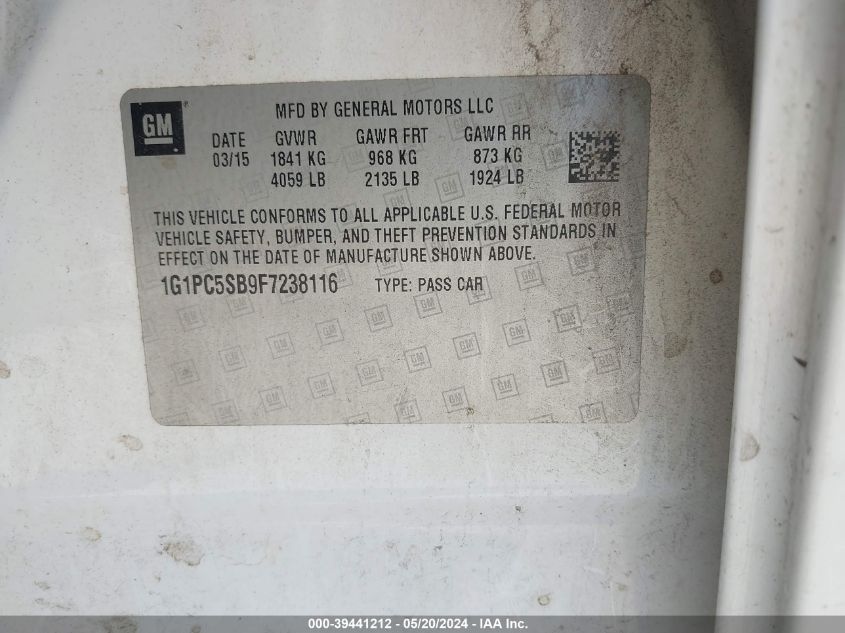 GM
MFD BY GENERAL MOTORS LLC
DATE GVWR GAWR FRT GAWR RR
03/15 1841 KG 968 KG 873 KG
4059 LB 2135 LB 1924 LB
THIS VEHICLE CONFORMS TO ALL APPLICABLE U.S. FEDERAL MOTOR
VEHICLE SAFETY, BUMPER, AND THEFT PREVENTION STANDARDS IN
EFFECT ON THE DATE OF MANUFACTURE SHOWN ABOVE.
1G1PC5SB9F7238116 TYPE: PASS CAR
000-39441212 - 05/20/2024 - IAA Inc.